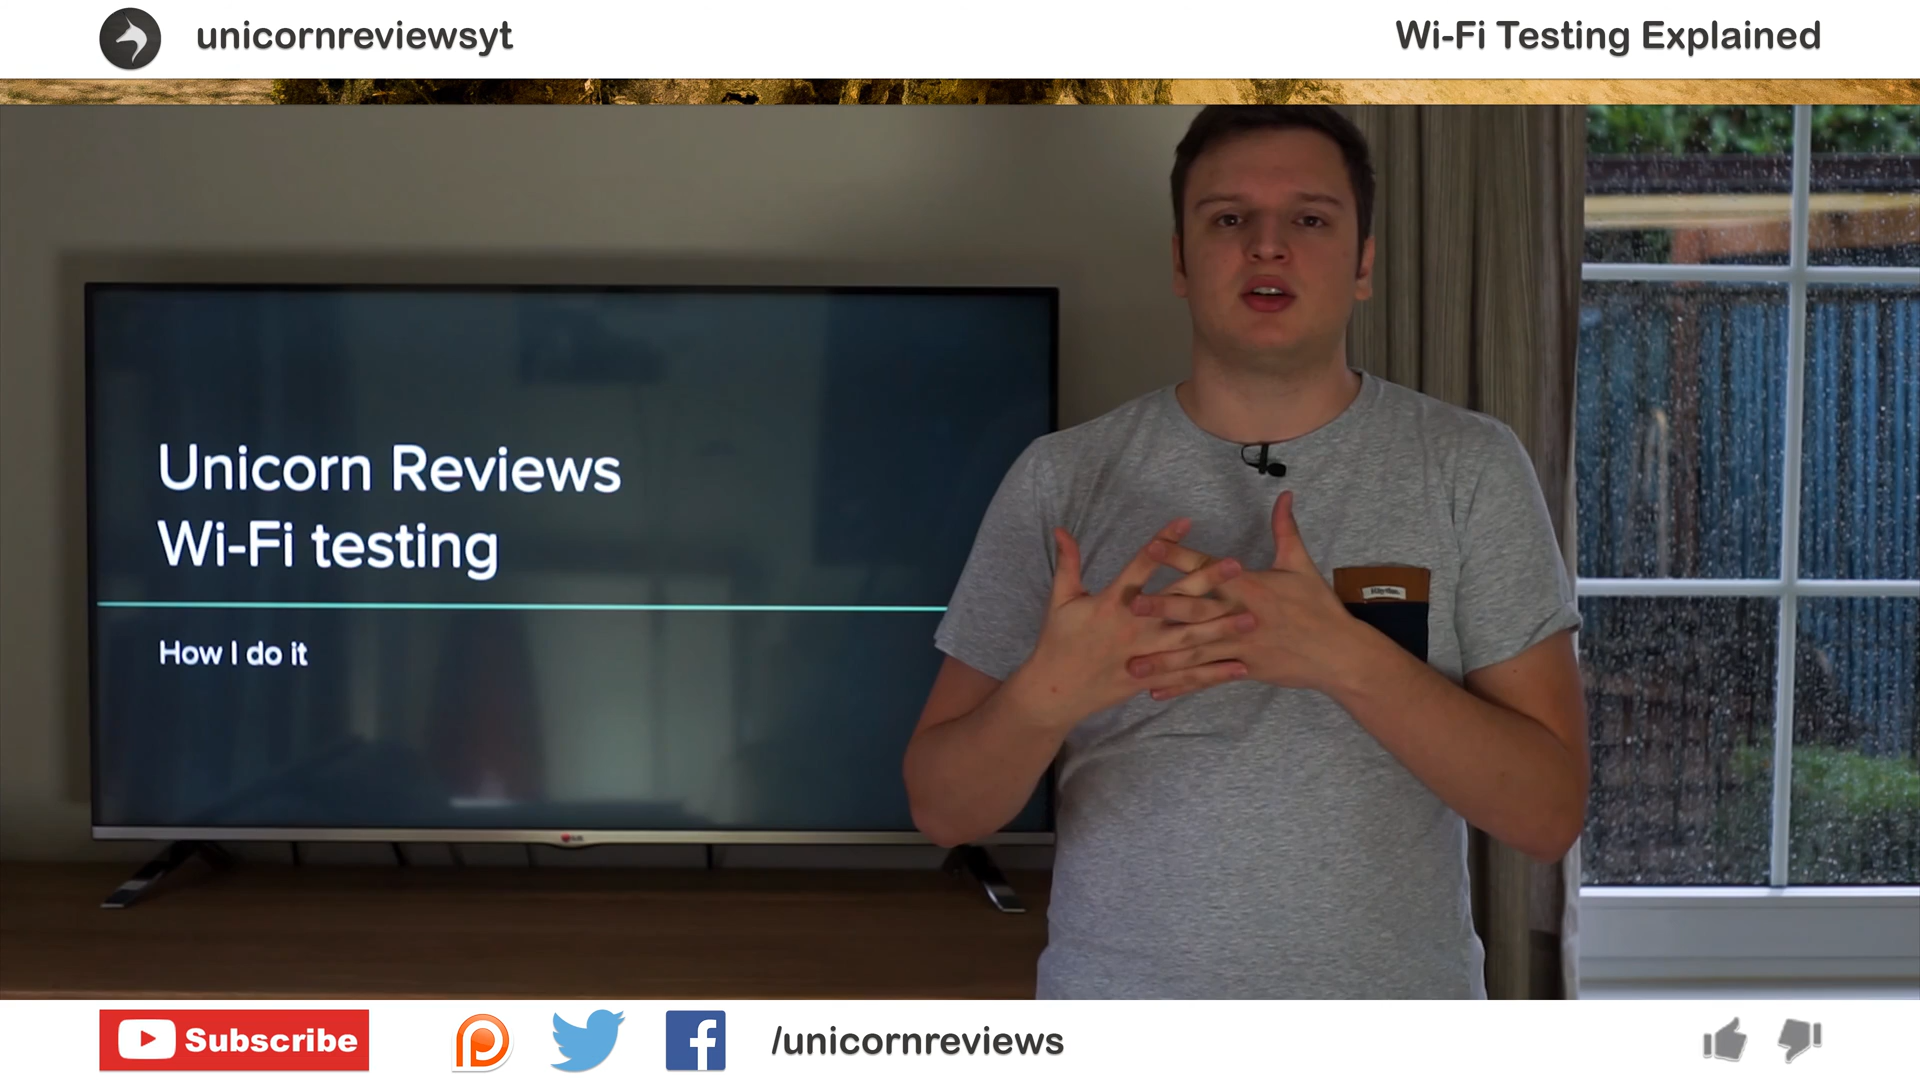 unicornreviewsyt
Wi-Fi Testing Explained
Unicorn Reviews
Wi-Fi testing
How I do it
Subscribe
/unicornreviews